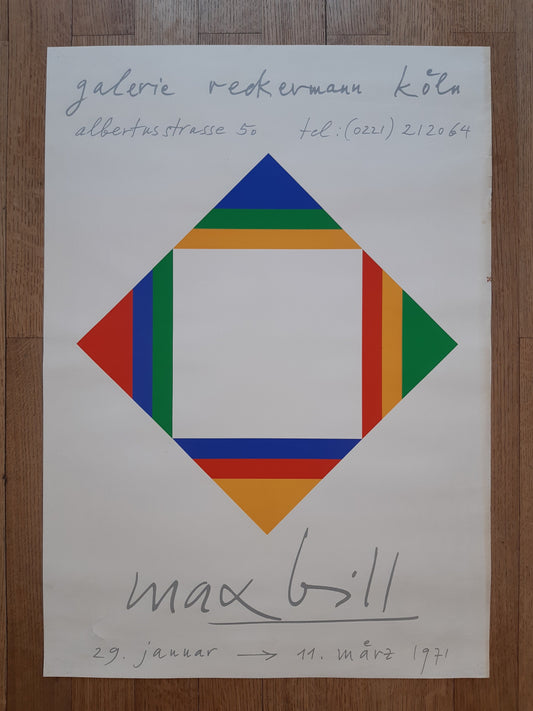 galerie reckermann köln
albertusstrasse 50 tel: (0221) 212064
max bill
29. januar → 11. märz 1971